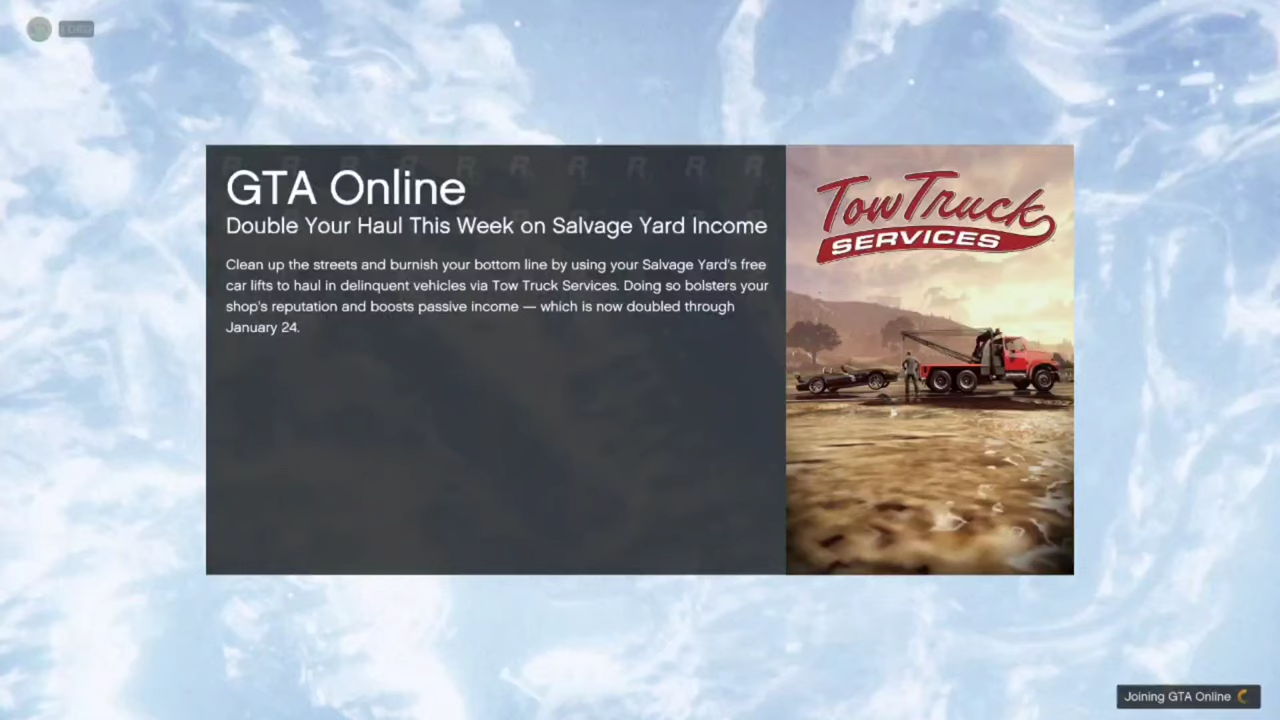 GTA Online
Double Your Haul This Week on Salvage Yard Income
Clean up the streets and burnish your bottom line by using your Salvage Yard's free
car lifts to haul in delinquent vehicles via Tow Truck Services. Doing so bolsters your
shop's reputation and boosts passive income — which is now doubled through
January 24.
Tow Truck
SERVICES
Joining GTA Online